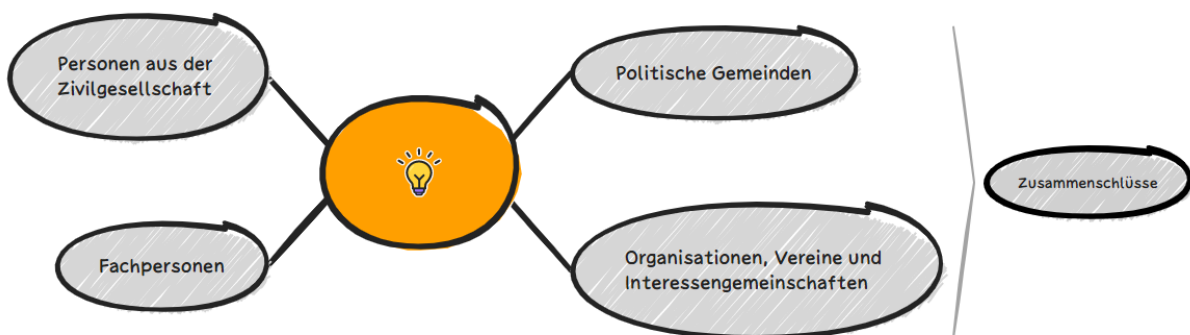 Personen aus der
Zivilgesellschaft
Politische Gemeinden
Zusammenschlüsse
Fachpersonen
Organisationen, Vereine und
Interessengemeinschaften